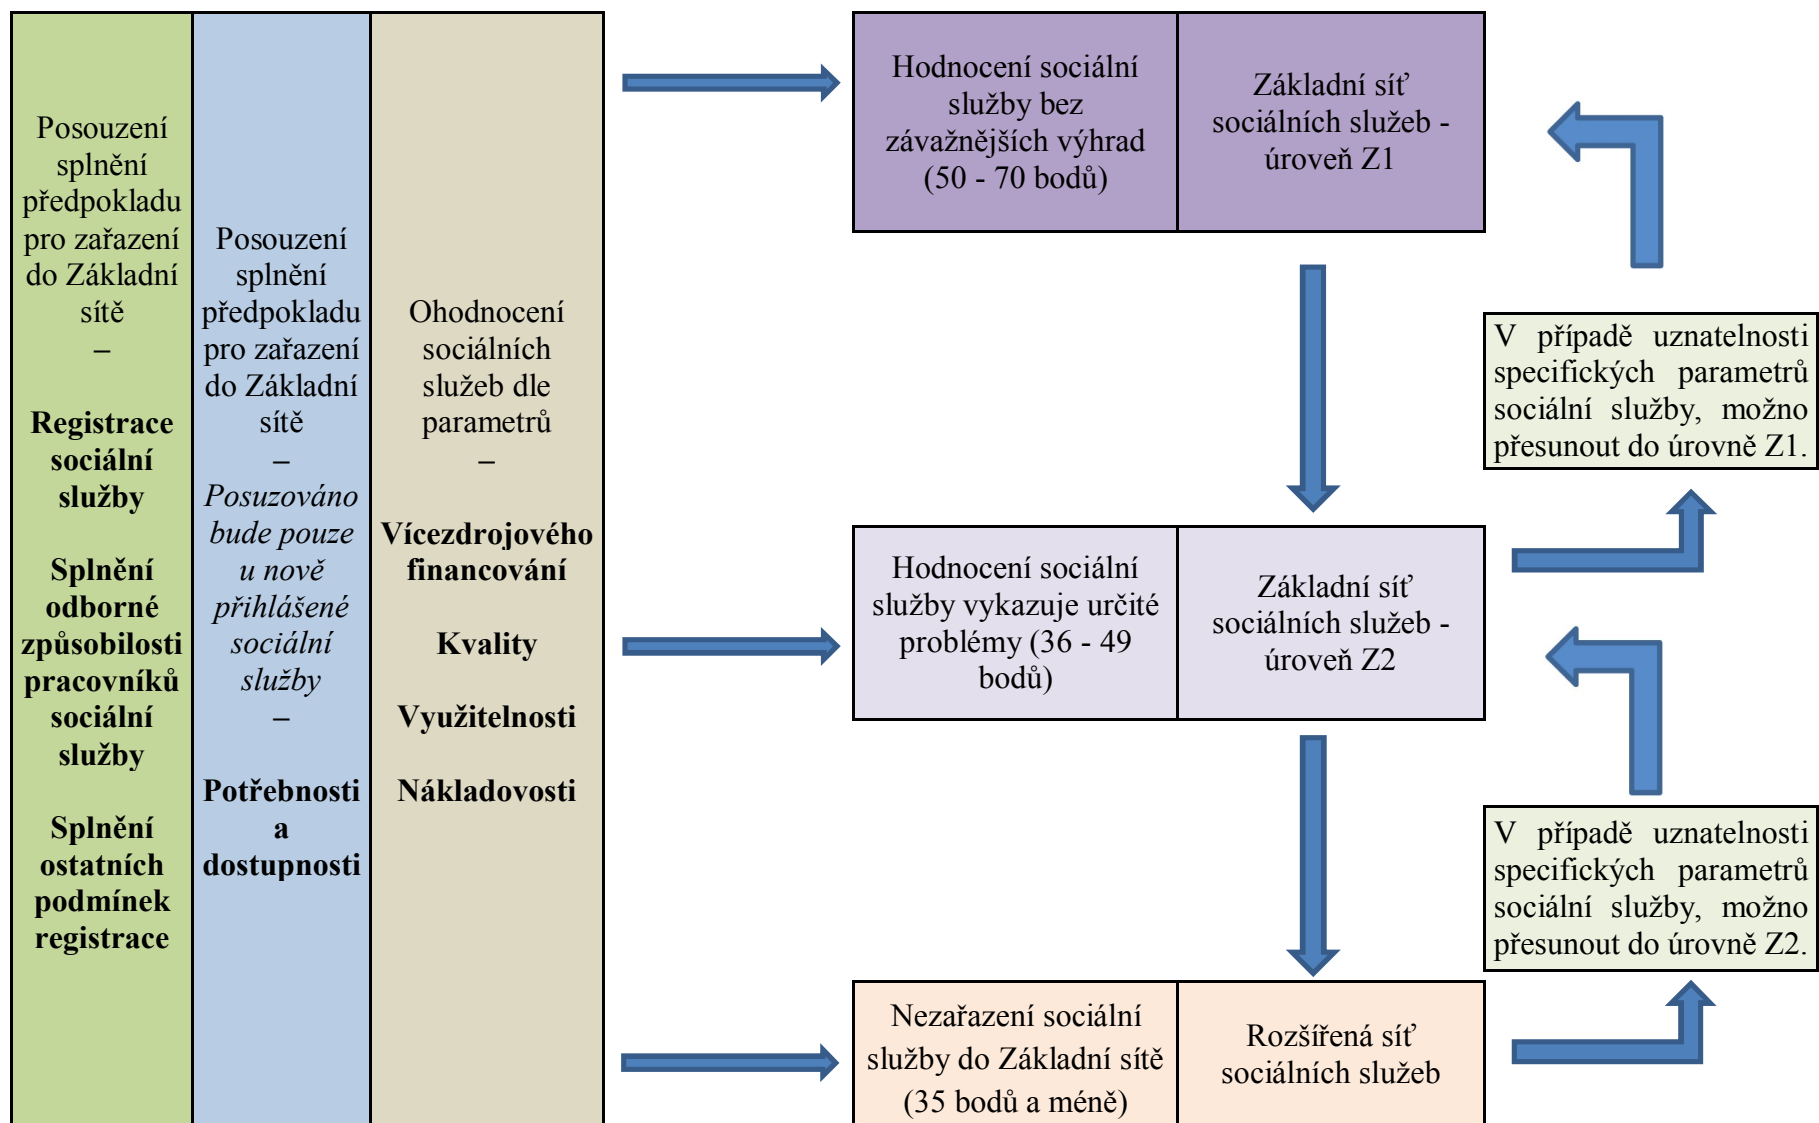 Posouzení
splnění
předpokladu
pro zařazení
do Základní
sítě
–
Registrace
sociální
služby
Splnění
odborné
způsobilosti
pracovníků
sociální
služby
Splnění
ostatních
podmínek
registrace
Posouzení
splnění
předpokladu
pro zařazení
do Základní
sítě
–
Posuzováno
bude pouze
u nově
přihlášené
sociální
služby
–
Potřebnosti
a
dostupnosti
Ohodnocení
sociálních
služeb dle
parametrů
–
Vícezdrojového
financování
Kvality
Využitelnosti
Nákladovosti
Hodnocení sociální
služby bez
závažnějších výhrad
(50 - 70 bodů)
Základní síť
sociálních služeb -
úroveň Z1
V případě uznatelnosti
specifických parametrů
sociální služby, možno
přesunout do úrovně Z1.
Hodnocení sociální
služby vykazuje určité
problémy (36 - 49
bodů)
Základní síť
sociálních služeb -
úroveň Z2
V případě uznatelnosti
specifických parametrů
sociální služby, možno
přesunout do úrovně Z2.
Nezařazení sociální
služby do Základní sítě
(35 bodů a méně)
Rozšířená síť
sociálních služeb